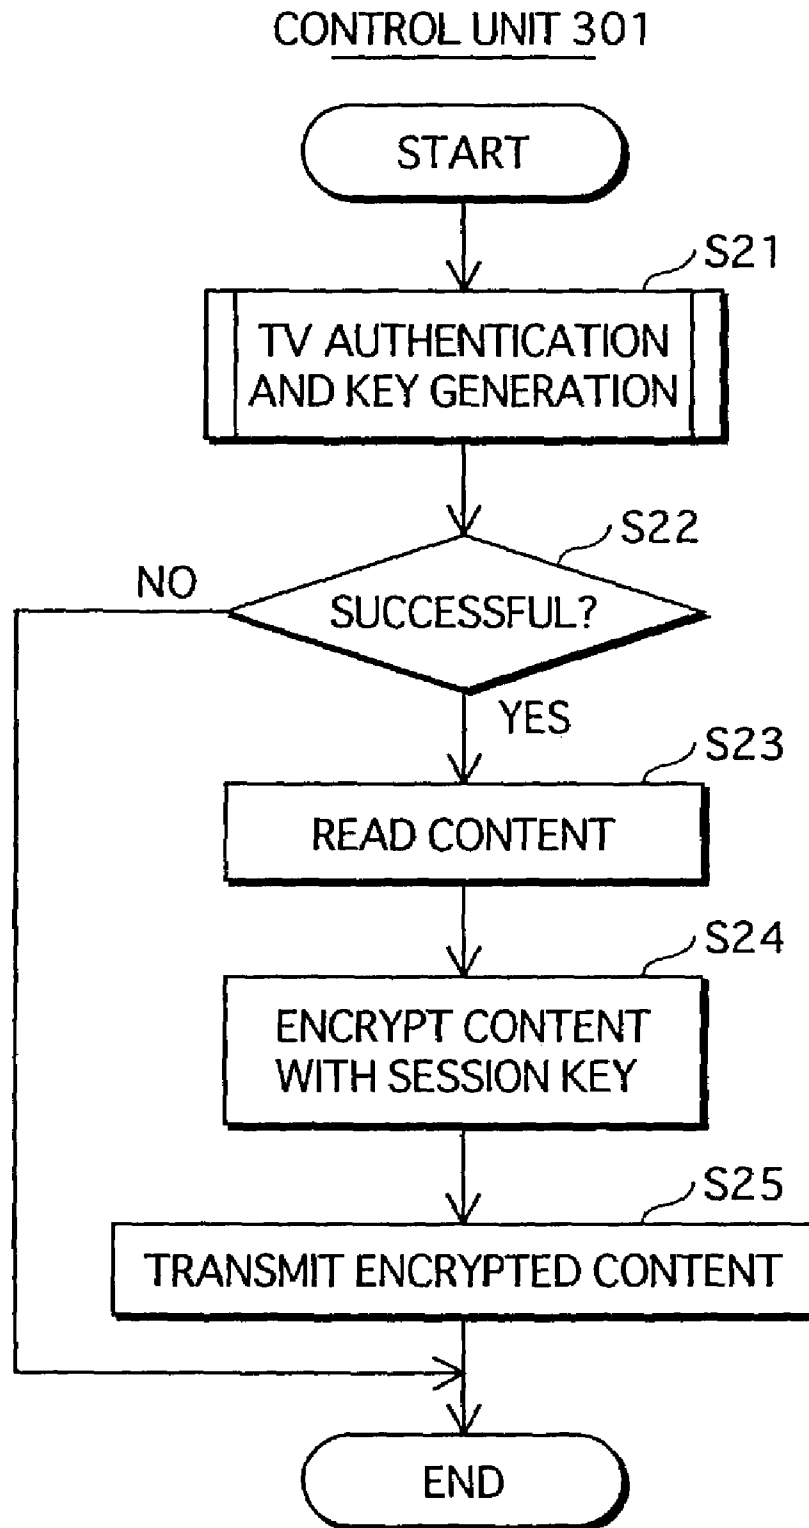 CONTROL UNIT 301
START
S21
TV AUTHENTICATION
AND KEY GENERATION
S22
NO
SUCCESSFUL?
YES
S23
READ CONTENT
S24
ENCRYPT CONTENT
WITH SESSION KEY
S25
TRANSMIT ENCRYPTED CONTENT
END